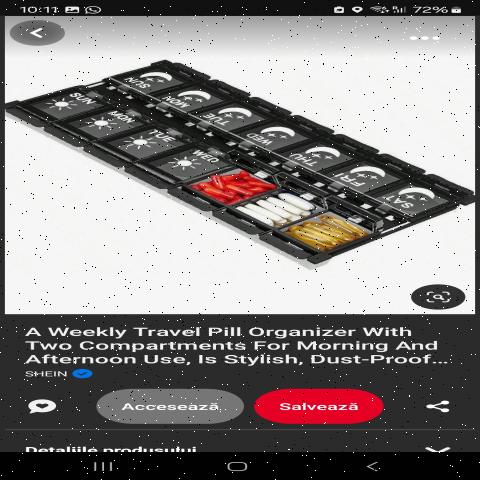 10:11
72%
SUN
MON
TUE
WED
THU
FRI
SAT
SUN
MON
WED
A Weekly Travel Pill Organizer With
Two Compartments For Morning And
Afternoon Use, Is Stylish, Dust-Proof...
SHEIN
Accesează
Salvează
Detaliile produsului